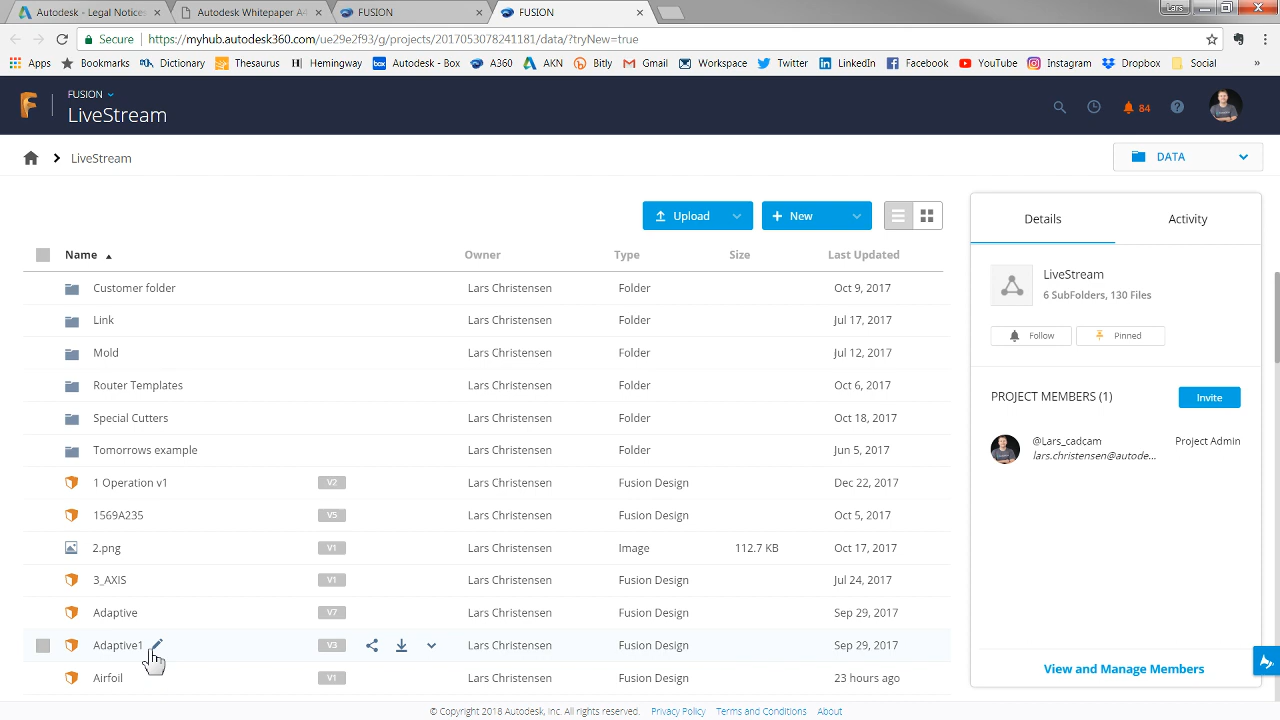 Autodesk - Legal Notices
Autodesk Whitepaper A4
FUSION
FUSION
Lars
Secure
https://myhub.autodesk360.com/ue29e2f93/g/projects/2017053078241181/data/?tryNew=true
Apps
Bookmarks
Dictionary
Thesaurus
Hemingway
Autodesk - Box
A360
AKN
Bitly
Gmail
Workspace
Twitter
LinkedIn
Facebook
YouTube
Instagram
Dropbox
Social
»
FUSION
LiveStream
84
LiveStream
DATA
Upload
New
Details
Activity
Name
Owner
Type
Size
Last Updated
Customer folder Lars Christensen Folder Oct 9, 2017
Link Lars Christensen Folder Jul 17, 2017
Mold Lars Christensen Folder Jul 12, 2017
Router Templates Lars Christensen Folder Oct 6, 2017
Special Cutters Lars Christensen Folder Oct 18, 2017
Tomorrows example Lars Christensen Folder Jun 5, 2017
1 Operation v1 V2 Lars Christensen Fusion Design Dec 22, 2017
1569A235 V5 Lars Christensen Fusion Design Oct 5, 2017
2.png V1 Lars Christensen Image 112.7 KB Oct 17, 2017
3_AXIS V1 Lars Christensen Fusion Design Jul 24, 2017
Adaptive V7 Lars Christensen Fusion Design Sep 29, 2017
Adaptive1 V3 Lars Christensen Fusion Design Sep 29, 2017
Airfoil V1 Lars Christensen Fusion Design 23 hours ago
LiveStream
6 SubFolders, 130 Files
Follow
Pinned
PROJECT MEMBERS (1)
Invite
@Lars_cadcam
Project Admin
lars.christensen@autode...
View and Manage Members
© Copyright 2018 Autodesk, Inc. All rights reserved. Privacy Policy Terms and Conditions About